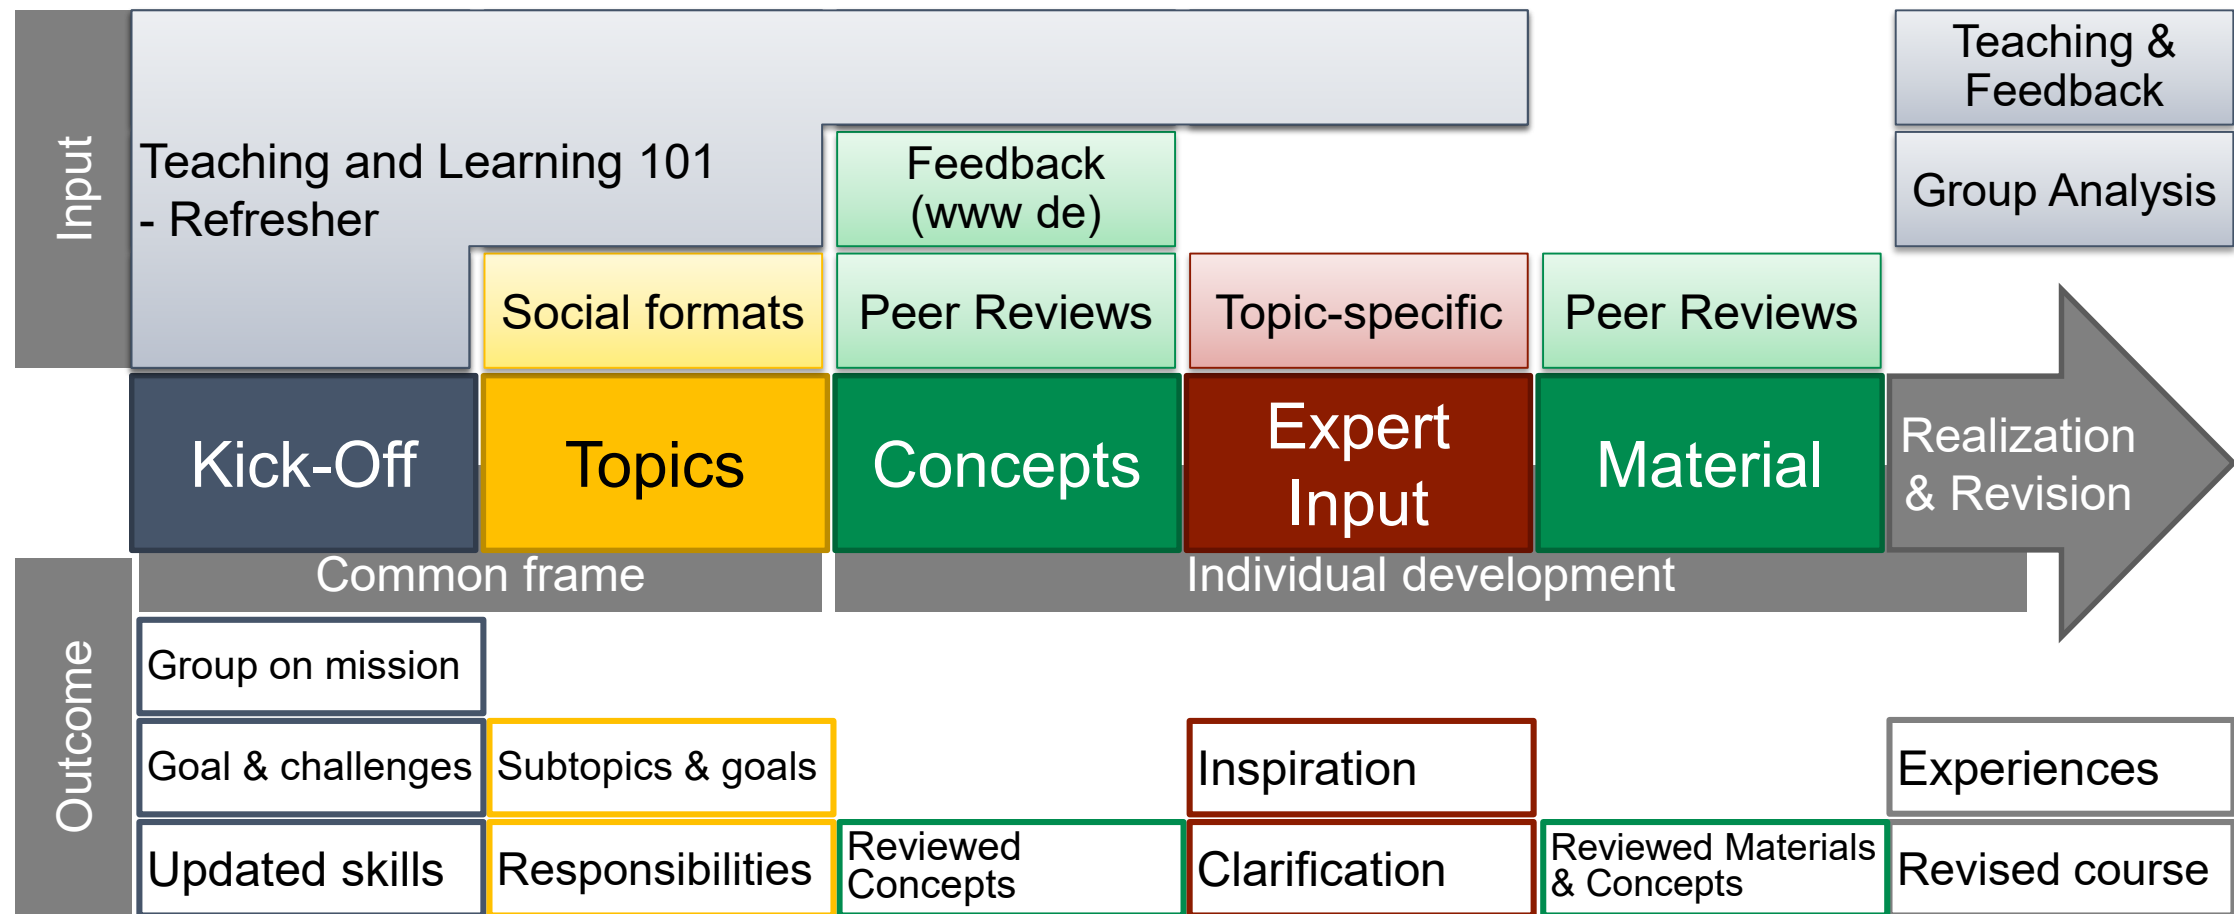 Input
Teaching and Learning 101
- Refresher
Teaching &
Feedback
Feedback
(www de)
Group Analysis
Social formats
Peer Reviews
Topic-specific
Peer Reviews
Kick-Off
Topics
Concepts
Expert
Input
Material
Realization
& Revision
Common frame
Individual development
Outcome
Group on mission
Goal & challenges
Subtopics & goals
Inspiration
Experiences
Updated skills
Responsibilities
Reviewed
Concepts
Clarification
Reviewed Materials
& Concepts
Revised course